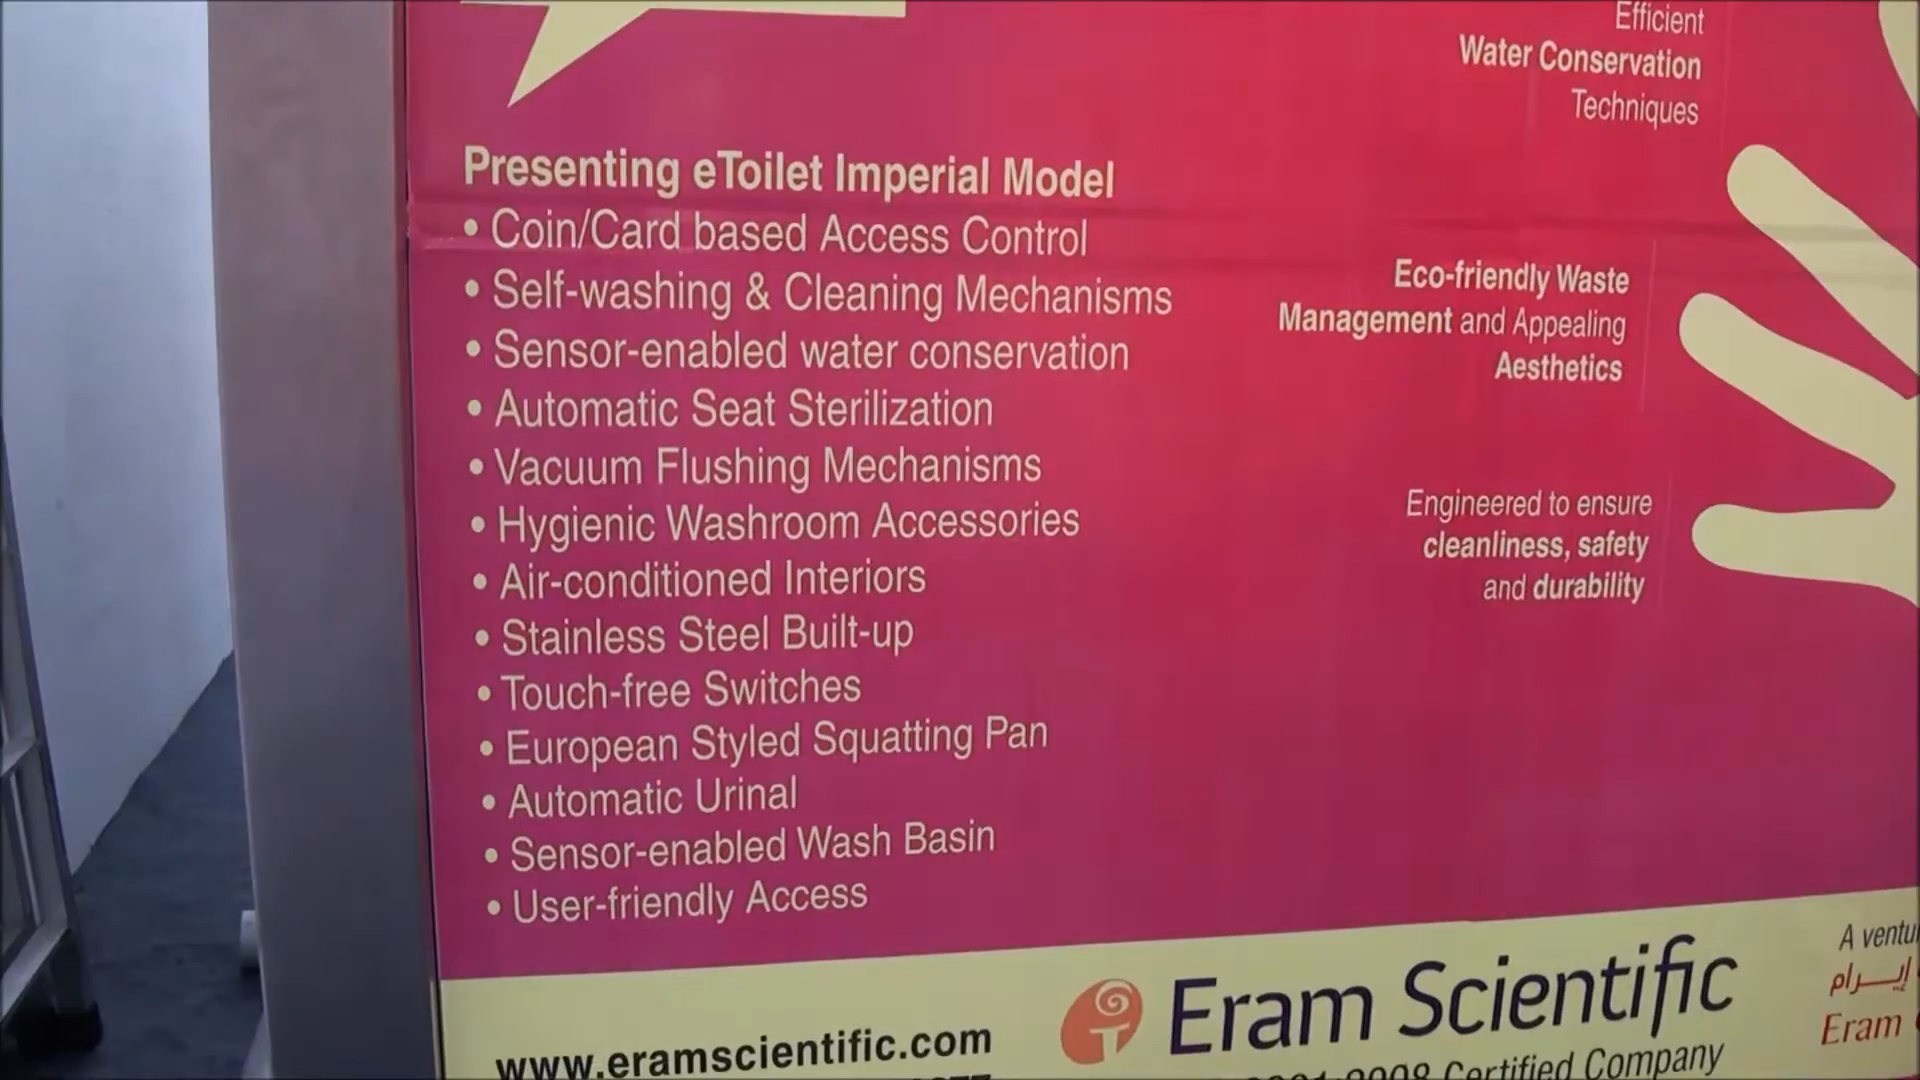 Efficient
Water Conservation
Techniques
Presenting eToilet Imperial Model
• Coin/Card based Access Control
• Self-washing & Cleaning Mechanisms
• Sensor-enabled water conservation
• Automatic Seat Sterilization
• Vacuum Flushing Mechanisms
• Hygienic Washroom Accessories
• Air-conditioned Interiors
• Stainless Steel Built-up
• Touch-free Switches
• European Styled Squatting Pan
• Automatic Urinal
• Sensor-enabled Wash Basin
• User-friendly Access
Eco-friendly Waste
Management and Appealing
Aesthetics
Engineered to ensure
cleanliness, safety
and durability
www.eramscientific.com
Eram Scientific
Certified Company
A
إيرام
Eram